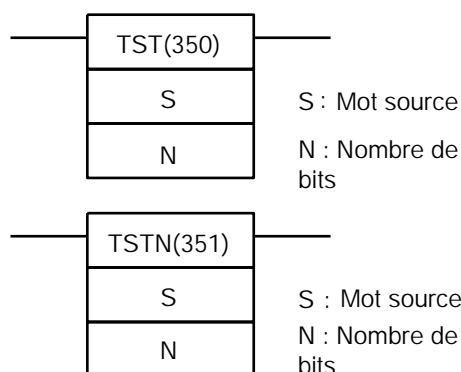 TST(350)
S
S : Mot source
N
N : Nombre de
bits
TSTN(351)
S
S : Mot source
N
N : Nombre de
bits